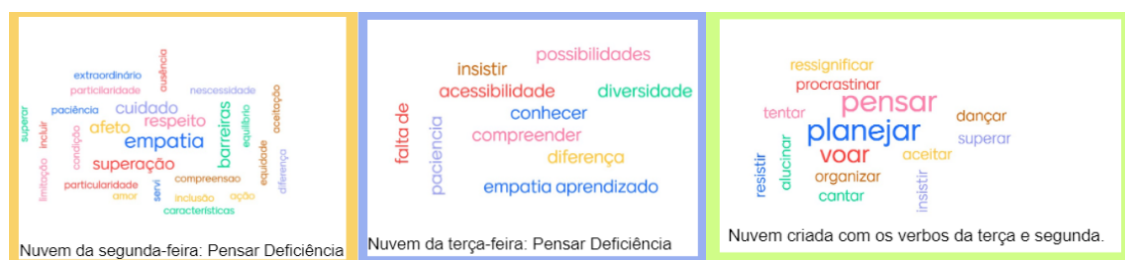 ausência
extraordinário
particilaridade
nescessidade
superar
paciência
cuidado
incluir
respeito
barreiras
equilíbrio
aceitação
condição
afeto
empatia
limitação
superação
equidade
diferença
particularidade
servi
compreensao
amor
inclusão
ação
características
Nuvem da segunda-feira: Pensar Deficiência
possibilidades
insistir
acessibilidade
diversidade
falta de
conhecer
paciencia
compreender
diferença
empatia aprendizado
Nuvem da terça-feira: Pensar Deficiência
ressignificar
procrastinar
tentar
pensar
dançar
planejar
superar
resistir
alucinar
voar
aceitar
organizar
insistir
cantar
Nuvem criada com os verbos da terça e segunda.